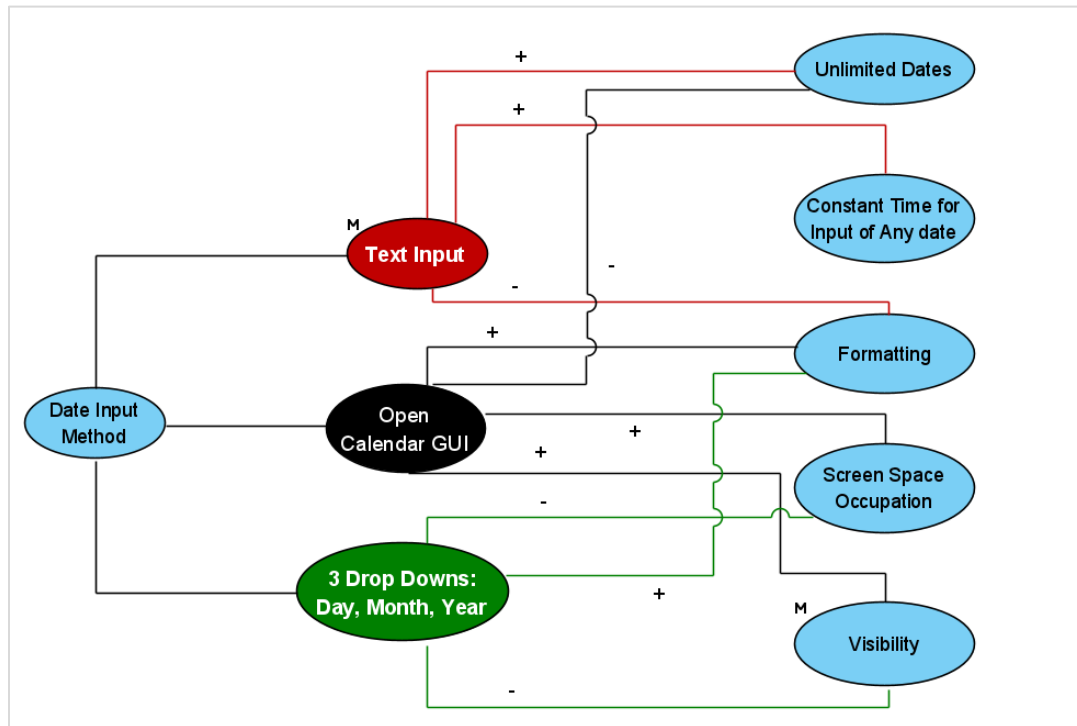 +
Unlimited Dates
+
Constant Time for
Input of Any date
M
Text Input
-
-
+
Formatting
Date Input
Method
Open
Calendar GUI
+
+
Screen Space
Occupation
-
3 Drop Downs:
Day, Month, Year
+
M
Visibility
-